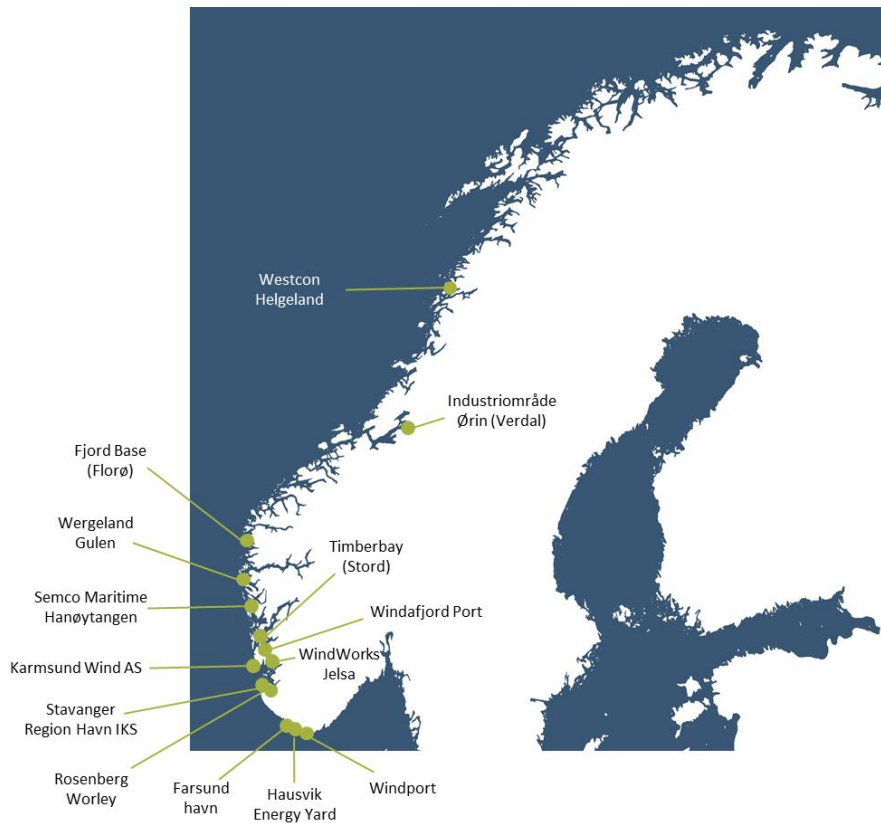 Westcon
Helgeland
Industriområde
Ørin (Verdal)
Fjord Base
(Florø)
Wergeland
Gulen
Timberbay
(Stord)
Semco Maritime
Hanøytangen
Windafjord Port
Karmsund Wind AS
WindWorks
Jelsa
Stavanger
Region Havn IKS
Rosenberg
Worley
Farsund
havn
Hausvik
Energy Yard
Windport